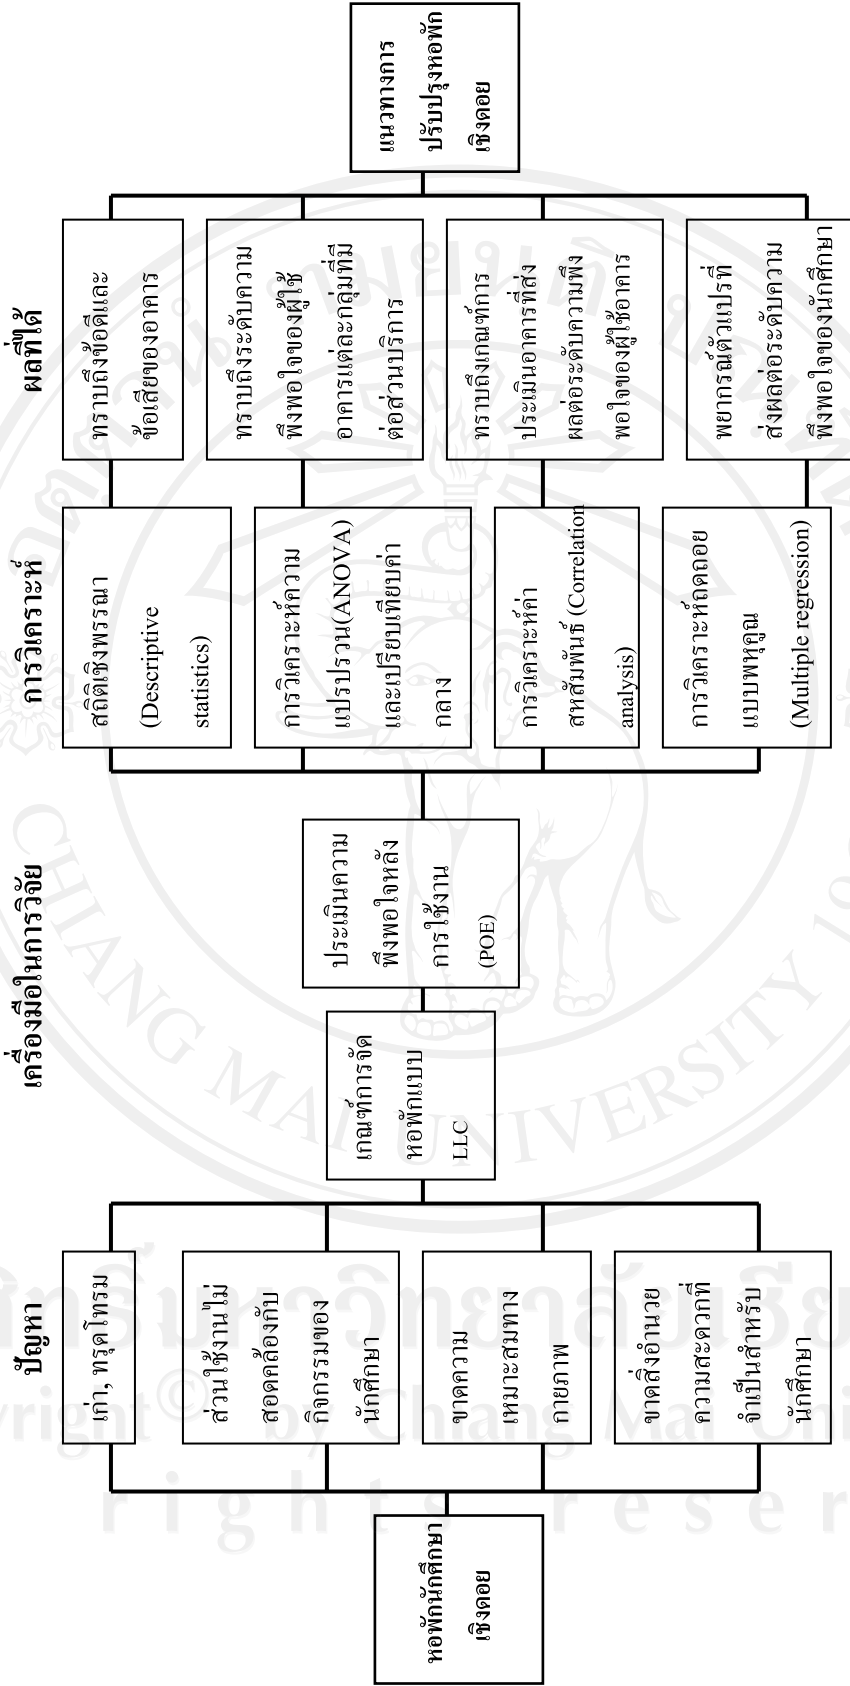 ปัญหา
เครื่องมือในการวิจัย
การวิเคราะห์
ผลที่ได้
หอพักนักศึกษา
เชิงดอย
เก่า, ทรุดโทรม
ส่วนใช้งานไม่
สอดคล้องกับ
กิจกรรมของ
นักศึกษา
ขาดความ
เหมาะสมทาง
กายภาพ
ขาดสิ่งอำนวย
ความสะดวกที่
จำเป็นสำหรับ
นักศึกษา
เกณฑ์การจัด
หอพักแบบ
LLC
ประเมินความ
พึงพอใจหลัง
การใช้งาน
(POE)
สถิติเชิงพรรณา
(Descriptive
statistics)
การวิเคราะห์ความ
แปรปรวน(ANOVA)
และเปรียบเทียบค่า
กลาง
การวิเคราะห์ค่า
สหสัมพันธ์ (Correlation
analysis)
การวิเคราะห์ถดถอย
แบบพหุคูณ
(Multiple regression)
ทราบถึงข้อดีและ
ข้อเสียของอาคาร
ทราบถึงระดับความ
พึงพอใจของผู้ใช้
อาคารแต่ละกลุ่มที่มี
ต่อส่วนบริการ
ทราบถึงเกณฑ์การ
ประเมินอาคารที่ส่ง
ผลต่อระดับความพึง
พอใจของผู้ใช้อาคาร
พยากรณ์ตัวแปรที่
ส่งผลต่อระดับความ
พึงพอใจของนักศึกษา
แนวทางการ
ปรับปรุงหอพัก
เชิงดอย
CHIANG MAI UNIVERSITY
by Chiang Mai